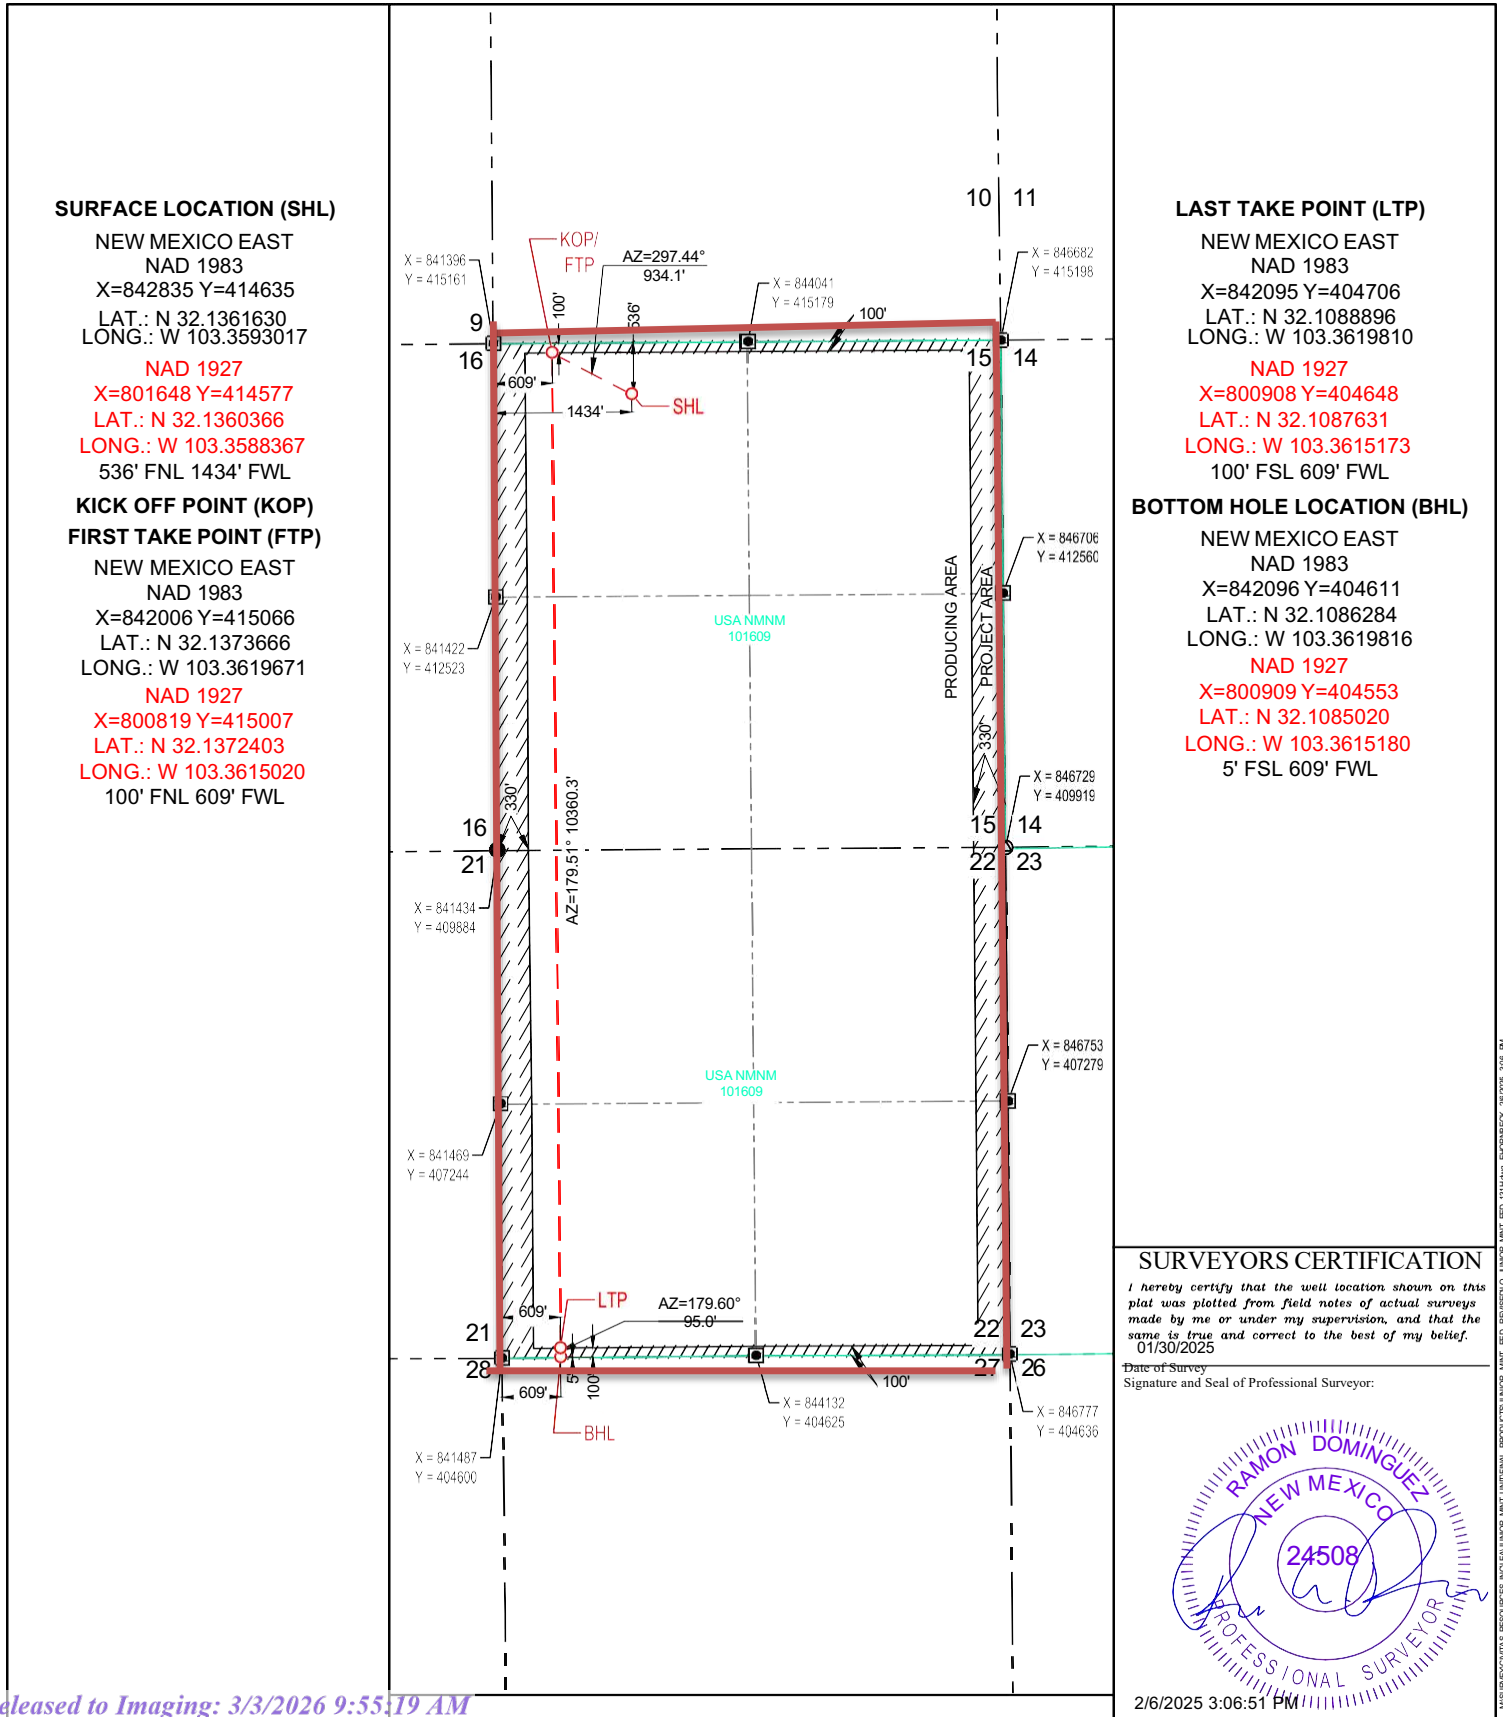 SURFACE LOCATION (SHL)
NEW MEXICO EAST
NAD 1983
X=842835 Y=414635
LAT.: N 32.1361630
LONG.: W 103.3593017
NAD 1927
X=801648 Y=414577
LAT.: N 32.1360366
LONG.: W 103.3588367
536' FNL 1434' FWL
KICK OFF POINT (KOP)
FIRST TAKE POINT (FTP)
NEW MEXICO EAST
NAD 1983
X=842006 Y=415066
LAT.: N 32.1373666
LONG.: W 103.3619671
NAD 1927
X=800819 Y=415007
LAT.: N 32.1372403
LONG.: W 103.3615020
100' FNL 609' FWL
10 11
KOP/
FTP
AZ=297.44°
934.1'
X = 841396
Y = 415161
X = 844041
Y = 415179
X = 846682
Y = 415198
100'
536'
100'
9
16
15 14
609'
1434'
SHL
X = 846706
Y = 412560
PRODUCING AREA
PROJECT AREA
USA NMNM
101609
X = 841422
Y = 412523
330'
330'
X = 846729
Y = 409919
AZ=179.51° 10360.3'
16
21
15 14
22 23
X = 841434
Y = 409884
X = 846753
Y = 407279
USA NMNM
101609
X = 841469
Y = 407244
LTP
609'
AZ=179.60°
95.0'
21
28
22 23
27 26
609'
5'
100'
100'
BHL
X = 844132
Y = 404625
X = 846777
Y = 404636
X = 841487
Y = 404600
LAST TAKE POINT (LTP)
NEW MEXICO EAST
NAD 1983
X=842095 Y=404706
LAT.: N 32.1088896
LONG.: W 103.3619810
NAD 1927
X=800908 Y=404648
LAT.: N 32.1087631
LONG.: W 103.3615173
100' FSL 609' FWL
BOTTOM HOLE LOCATION (BHL)
NEW MEXICO EAST
NAD 1983
X=842096 Y=404611
LAT.: N 32.1086284
LONG.: W 103.3619816
NAD 1927
X=800909 Y=404553
LAT.: N 32.1085020
LONG.: W 103.3615180
5' FSL 609' FWL
SURVEYORS CERTIFICATION
I hereby certify that the well location shown on this
plat was plotted from field notes of actual surveys
made by me or under my supervision, and that the
same is true and correct to the best of my belief.
01/30/2025
Date of Survey
Signature and Seal of Professional Surveyor:
RAMON DOMINGUEZ
NEW MEXICO
24508
PROFESSIONAL SURVEYOR
2/6/2025 3:06:51 PM
eleased to Imaging: 3/3/2026 9:55:19 AM